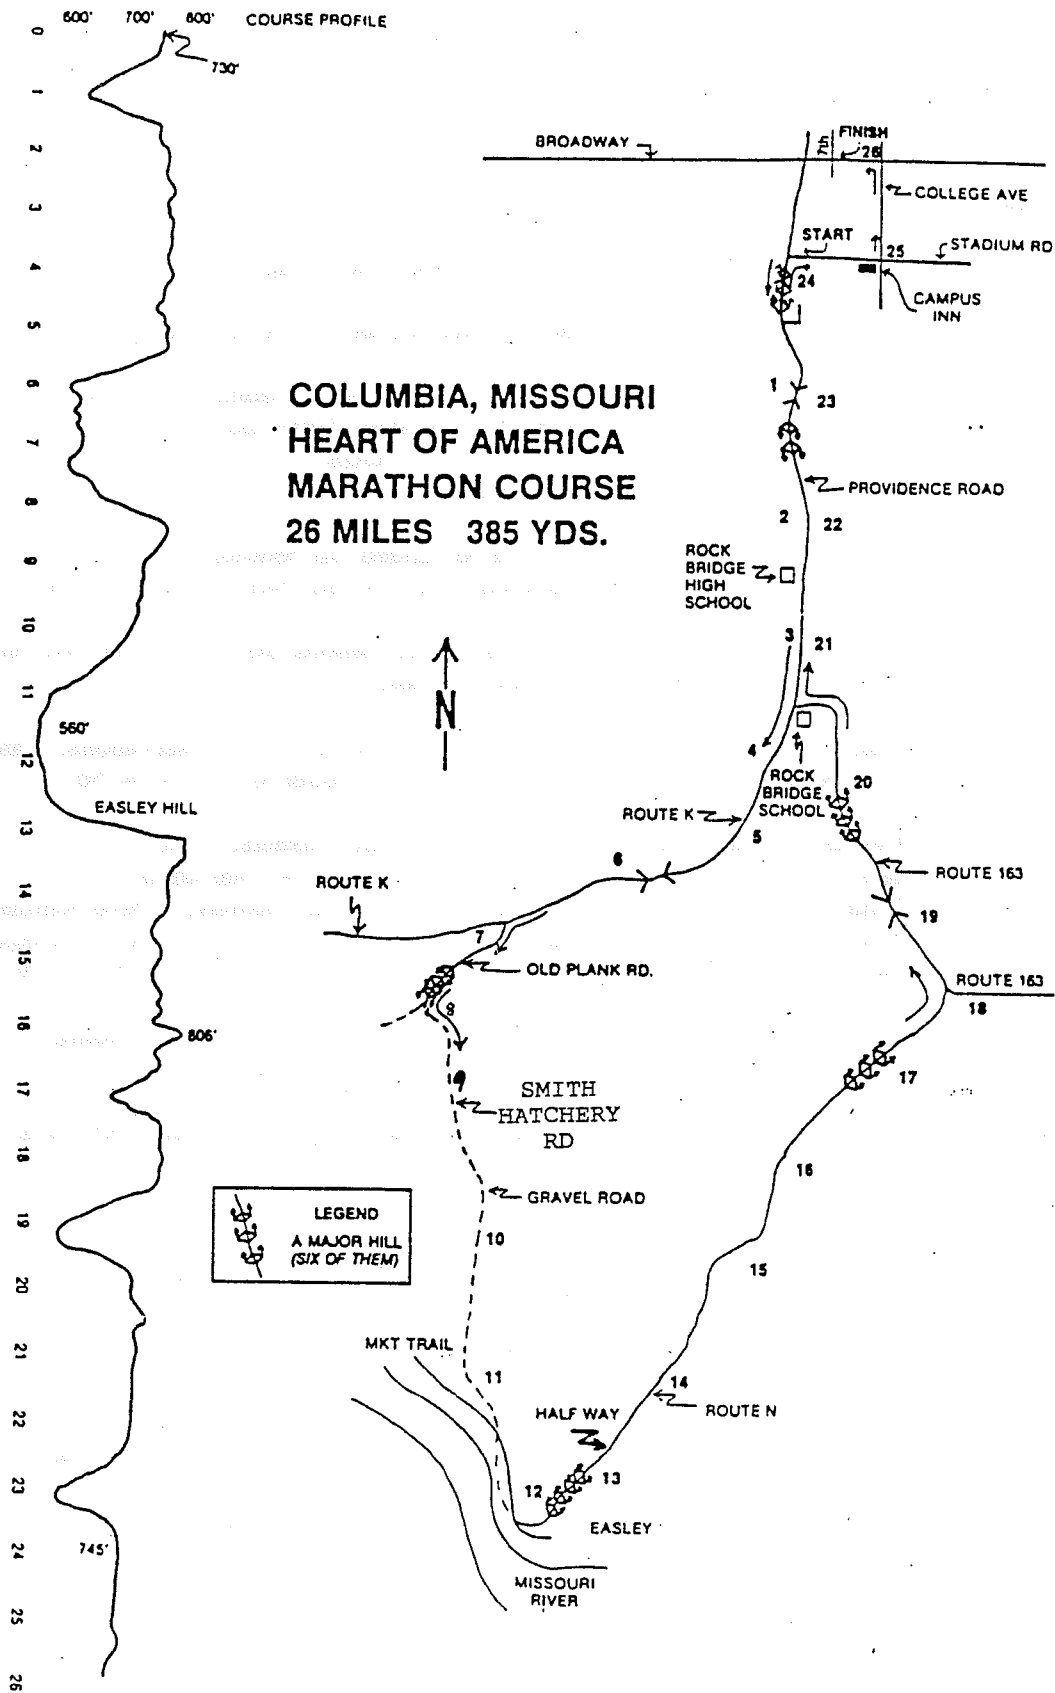 600' 700' 800' COURSE PROFILE
730'
0
1
2
3
4
5
6
7
8
9
10
11
12
13
14
15
16
17
18
19
20
21
22
23
24
25
26
560'
EASLEY HILL
806'
745'
COLUMBIA, MISSOURI
HEART OF AMERICA
MARATHON COURSE
26 MILES 385 YDS.
N
BROADWAY
7th
FINISH
26
COLLEGE AVE
START
25
STADIUM RD
24
CAMPUS
INN
1
23
PROVIDENCE ROAD
2
22
ROCK
BRIDGE
HIGH
SCHOOL
3
21
4
ROCK
BRIDGE
SCHOOL
20
ROUTE K
5
6
ROUTE 163
ROUTE K
19
7
OLD PLANK RD.
ROUTE 163
18
8
17
9
SMITH
HATCHERY
RD
16
GRAVEL ROAD
LEGEND
A MAJOR HILL
(SIX OF THEM)
10
15
MKT TRAIL
11
14
ROUTE N
HALF WAY
12
13
EASLEY
MISSOURI
RIVER